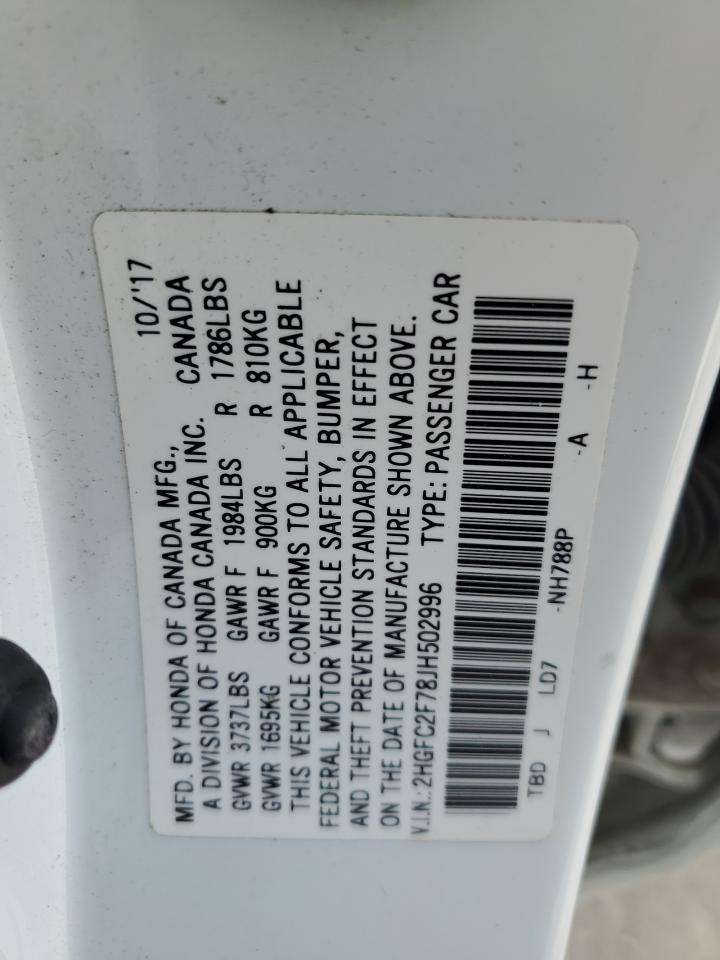 MFD. BY HONDA OF CANADA MFG., 10/'17
A DIVISION OF HONDA CANADA INC. CANADA
GVWR 3737LBS GAWR F 1984LBS R 1786LBS
GVWR 1695KG GAWR F 900KG R 810KG
THIS VEHICLE CONFORMS TO ALL APPLICABLE
FEDERAL MOTOR VEHICLE SAFETY, BUMPER,
AND THEFT PREVENTION STANDARDS IN EFFECT
ON THE DATE OF MANUFACTURE SHOWN ABOVE.
V.I.N.: 2HGFC2F78JH502996 TYPE: PASSENGER CAR
TBD J LD7 -NH788P -A -H